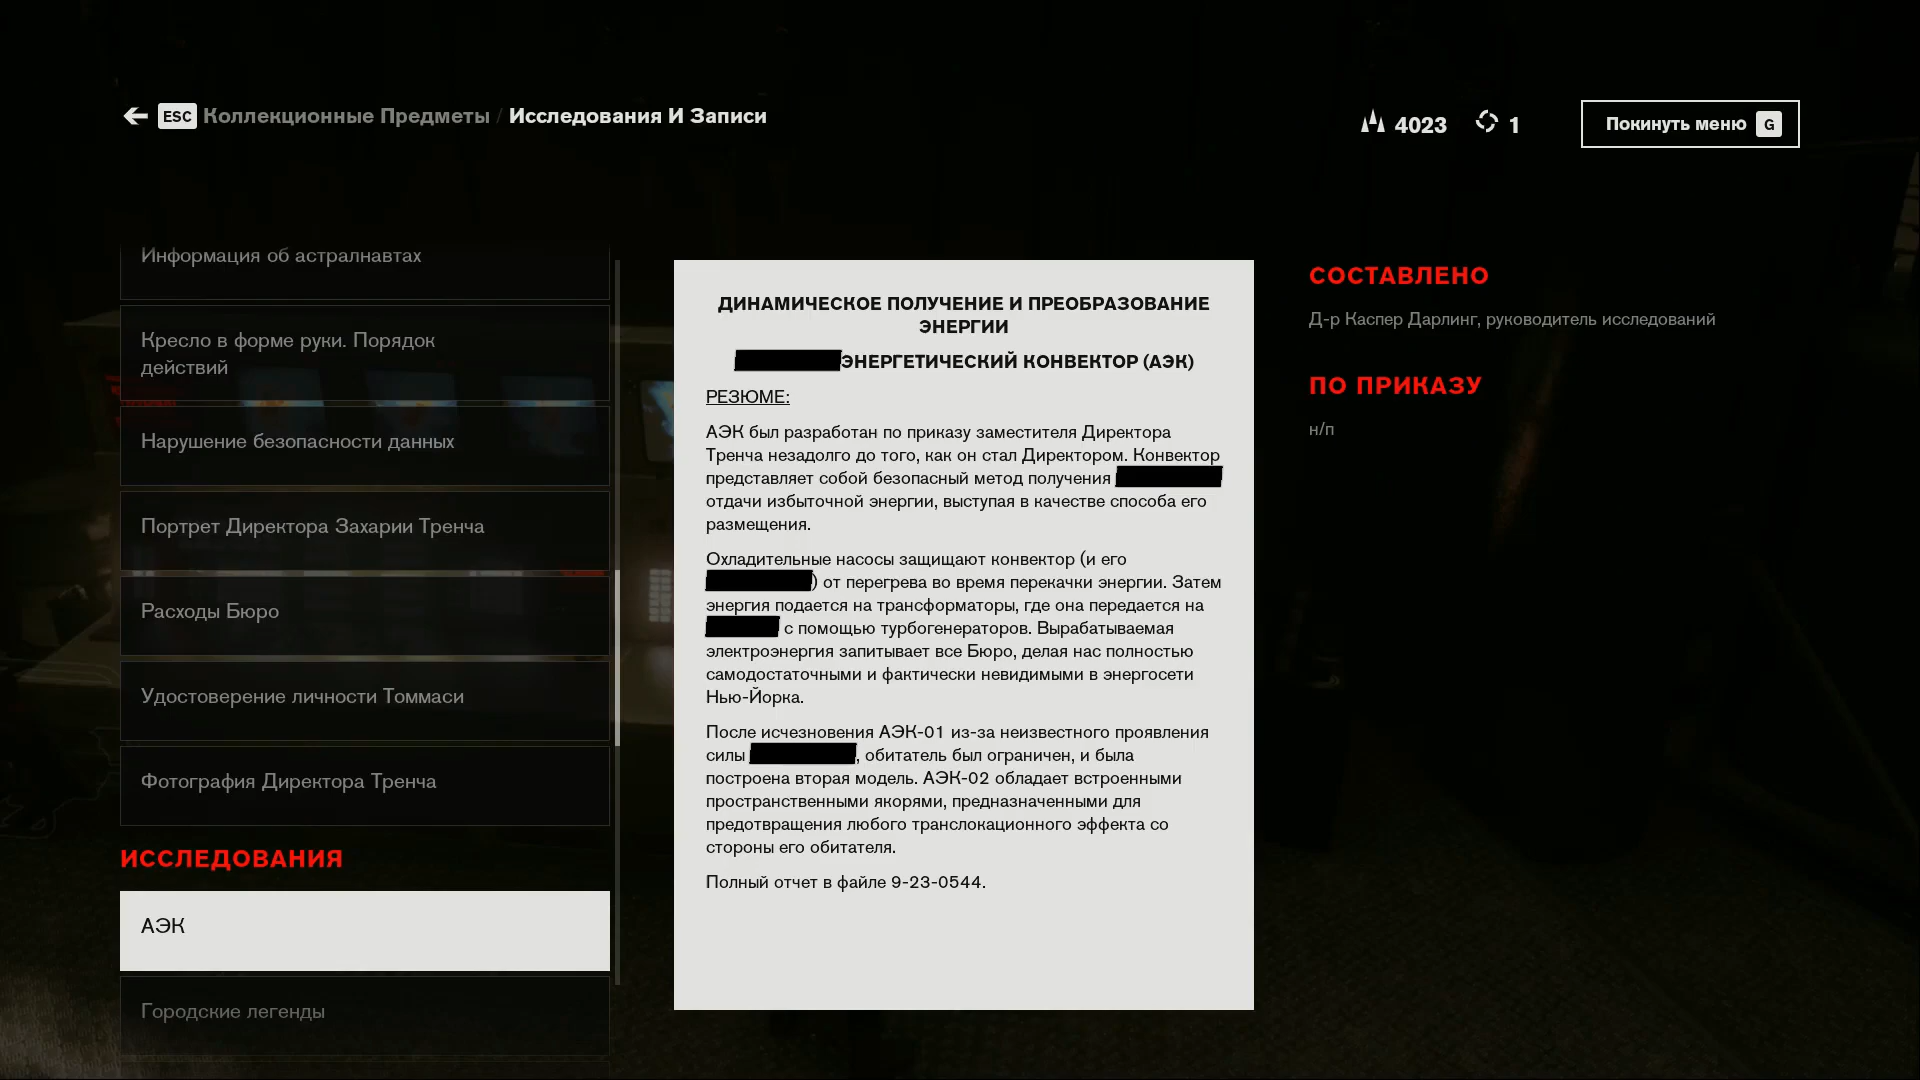 ESC Коллекционные Предметы / Исследования И Записи
4023 1
Покинуть меню G
Информация об астралнавтах
Кресло в форме руки. Порядок
действий
Нарушение безопасности данных
Портрет Директора Захарии Тренча
Расходы Бюро
Удостоверение личности Томмаси
Фотография Директора Тренча
ИССЛЕДОВАНИЯ
АЭК
Городские легенды
ДИНАМИЧЕСКОЕ ПОЛУЧЕНИЕ И ПРЕОБРАЗОВАНИЕ
ЭНЕРГИИ
ЭНЕРГЕТИЧЕСКИЙ КОНВЕКТОР (АЭК)
РЕЗЮМЕ:
АЭК был разработан по приказу заместителя Директора
Тренча незадолго до того, как он стал Директором. Конвектор
представляет собой безопасный метод получения
отдачи избыточной энергии, выступая в качестве способа его
размещения.
Охладительные насосы защищают конвектор (и его
) от перегрева во время перекачки энергии. Затем
энергия подается на трансформаторы, где она передается на
с помощью турбогенераторов. Вырабатываемая
электроэнергия запитывает все Бюро, делая нас полностью
самодостаточными и фактически невидимыми в энергосети
Нью-Йорка.
После исчезновения АЭК-01 из-за неизвестного проявления
силы , обитатель был ограничен, и была
построена вторая модель. АЭК-02 обладает встроенными
пространственными якорями, предназначенными для
предотвращения любого транслокационного эффекта со
стороны его обитателя.
Полный отчет в файле 9-23-0544.
СОСТАВЛЕНО
Д-р Каспер Дарлинг, руководитель исследований
ПО ПРИКАЗУ
н/п